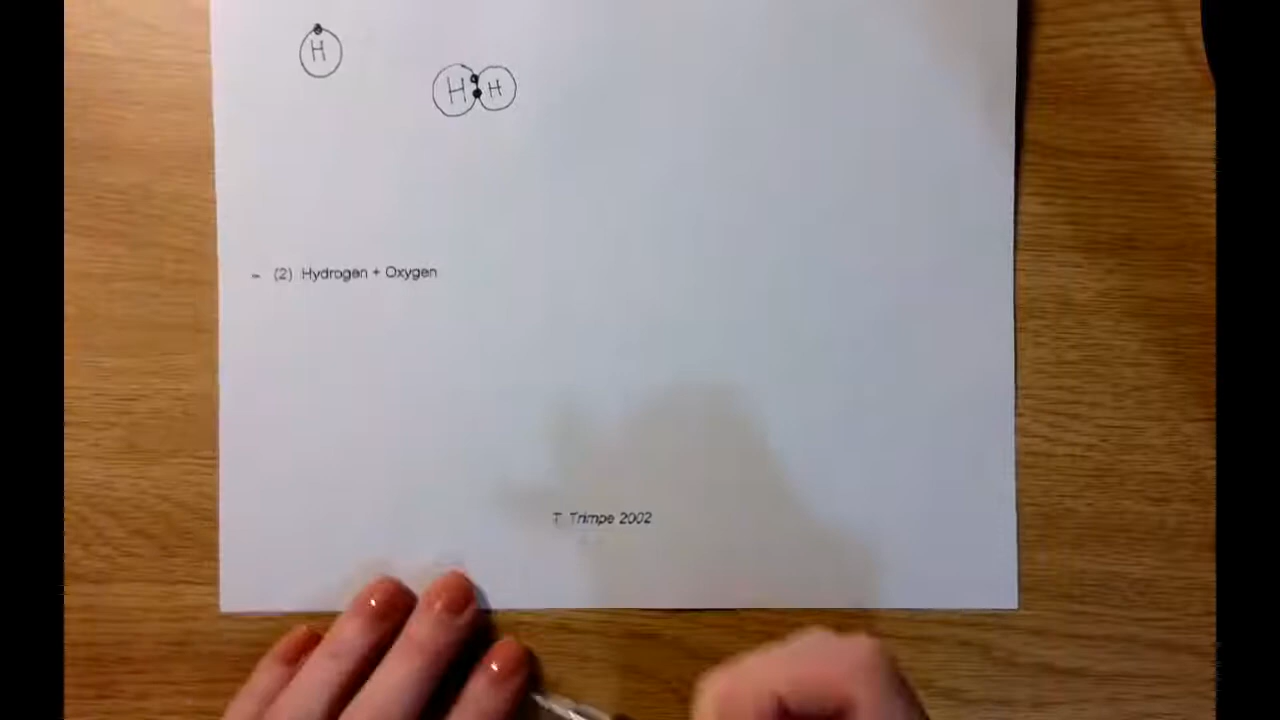 H
H H
- (2) Hydrogen + Oxygen
T. Trimpe 2002